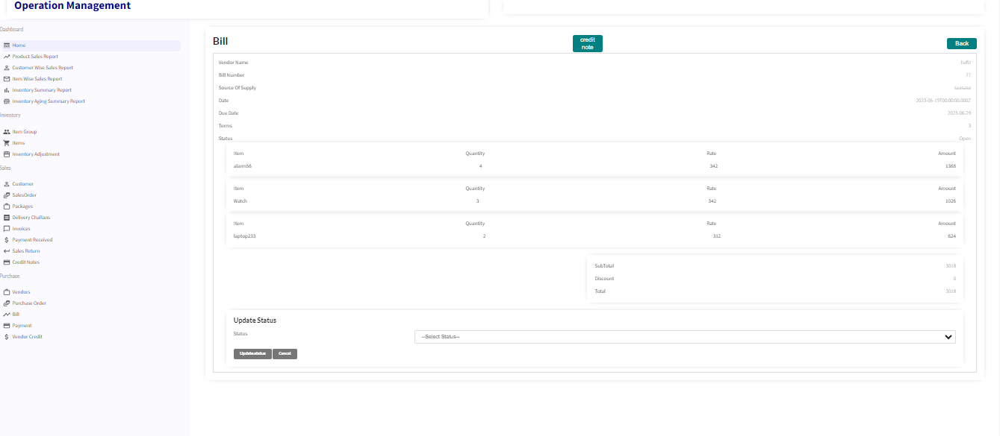 Operation Management
Dashboard
Home
Product Sales Report
Customer Wise Sales Report
Item Wise Sales Report
Inventory Summary Report
Inventory Aging Summary Report
Inventory
Item Group
Items
Inventory Adjustment
Sales
Customer
SalesOrder
Packages
Delivery Challans
Invoices
Payment Received
Sales Return
Credit Notes
Purchase
Vendors
Purchase Order
Bill
Payment
Vendor Credit
Bill
credit
note
Back
Vendor Name
Bill Number 77
Source Of Supply
Date 2023-05-19T00:00:00.000Z
Due Date 2023-06-29
Terms 3
Status Open
Item Quantity Rate Amount
alarm56 4 342 1368
Item Quantity Rate Amount
Watch 3 342 1026
Item Quantity Rate Amount
laptop233 2 312 624
SubTotal 3018
Discount 0
Total 3018
Update Status
Status --Select Status--
Update status Cancel